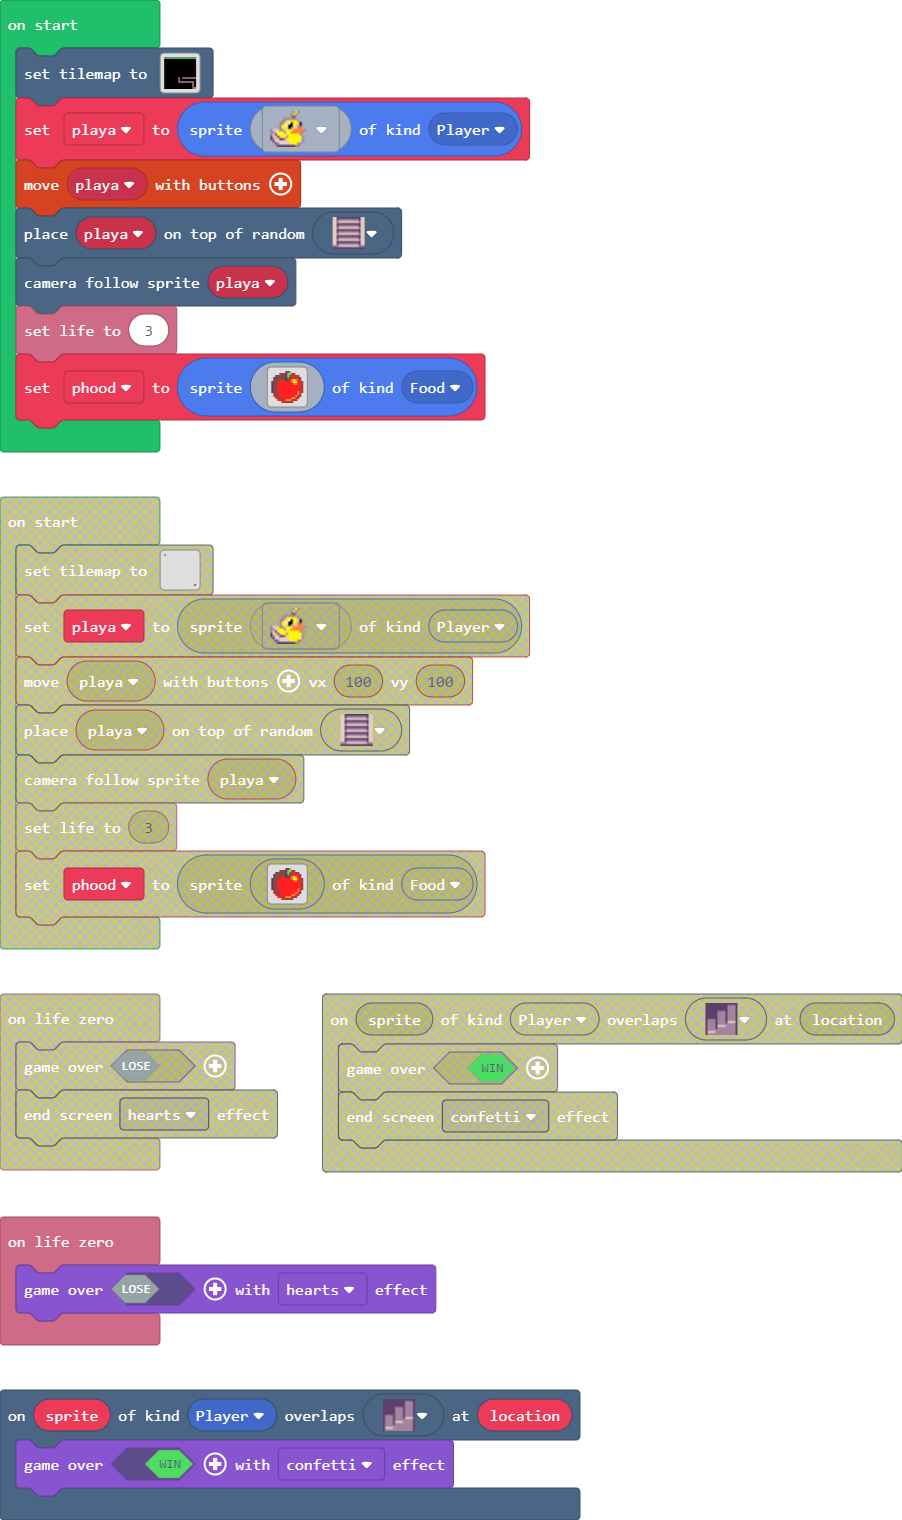 on start
set tilemap to
set playa to sprite of kind Player
move playa with buttons
place playa on top of random
camera follow sprite playa
set life to 3
set phood to sprite of kind Food
on start
set tilemap to
set playa to sprite of kind Player
move playa with buttons vx 100 vy 100
place playa on top of random
camera follow sprite playa
set life to 3
set phood to sprite of kind Food
on life zero
game over LOSE
end screen hearts effect
on sprite of kind Player overlaps at location
game over WIN
end screen confetti effect
on life zero
game over LOSE with hearts effect
on sprite of kind Player overlaps at location
game over WIN with confetti effect